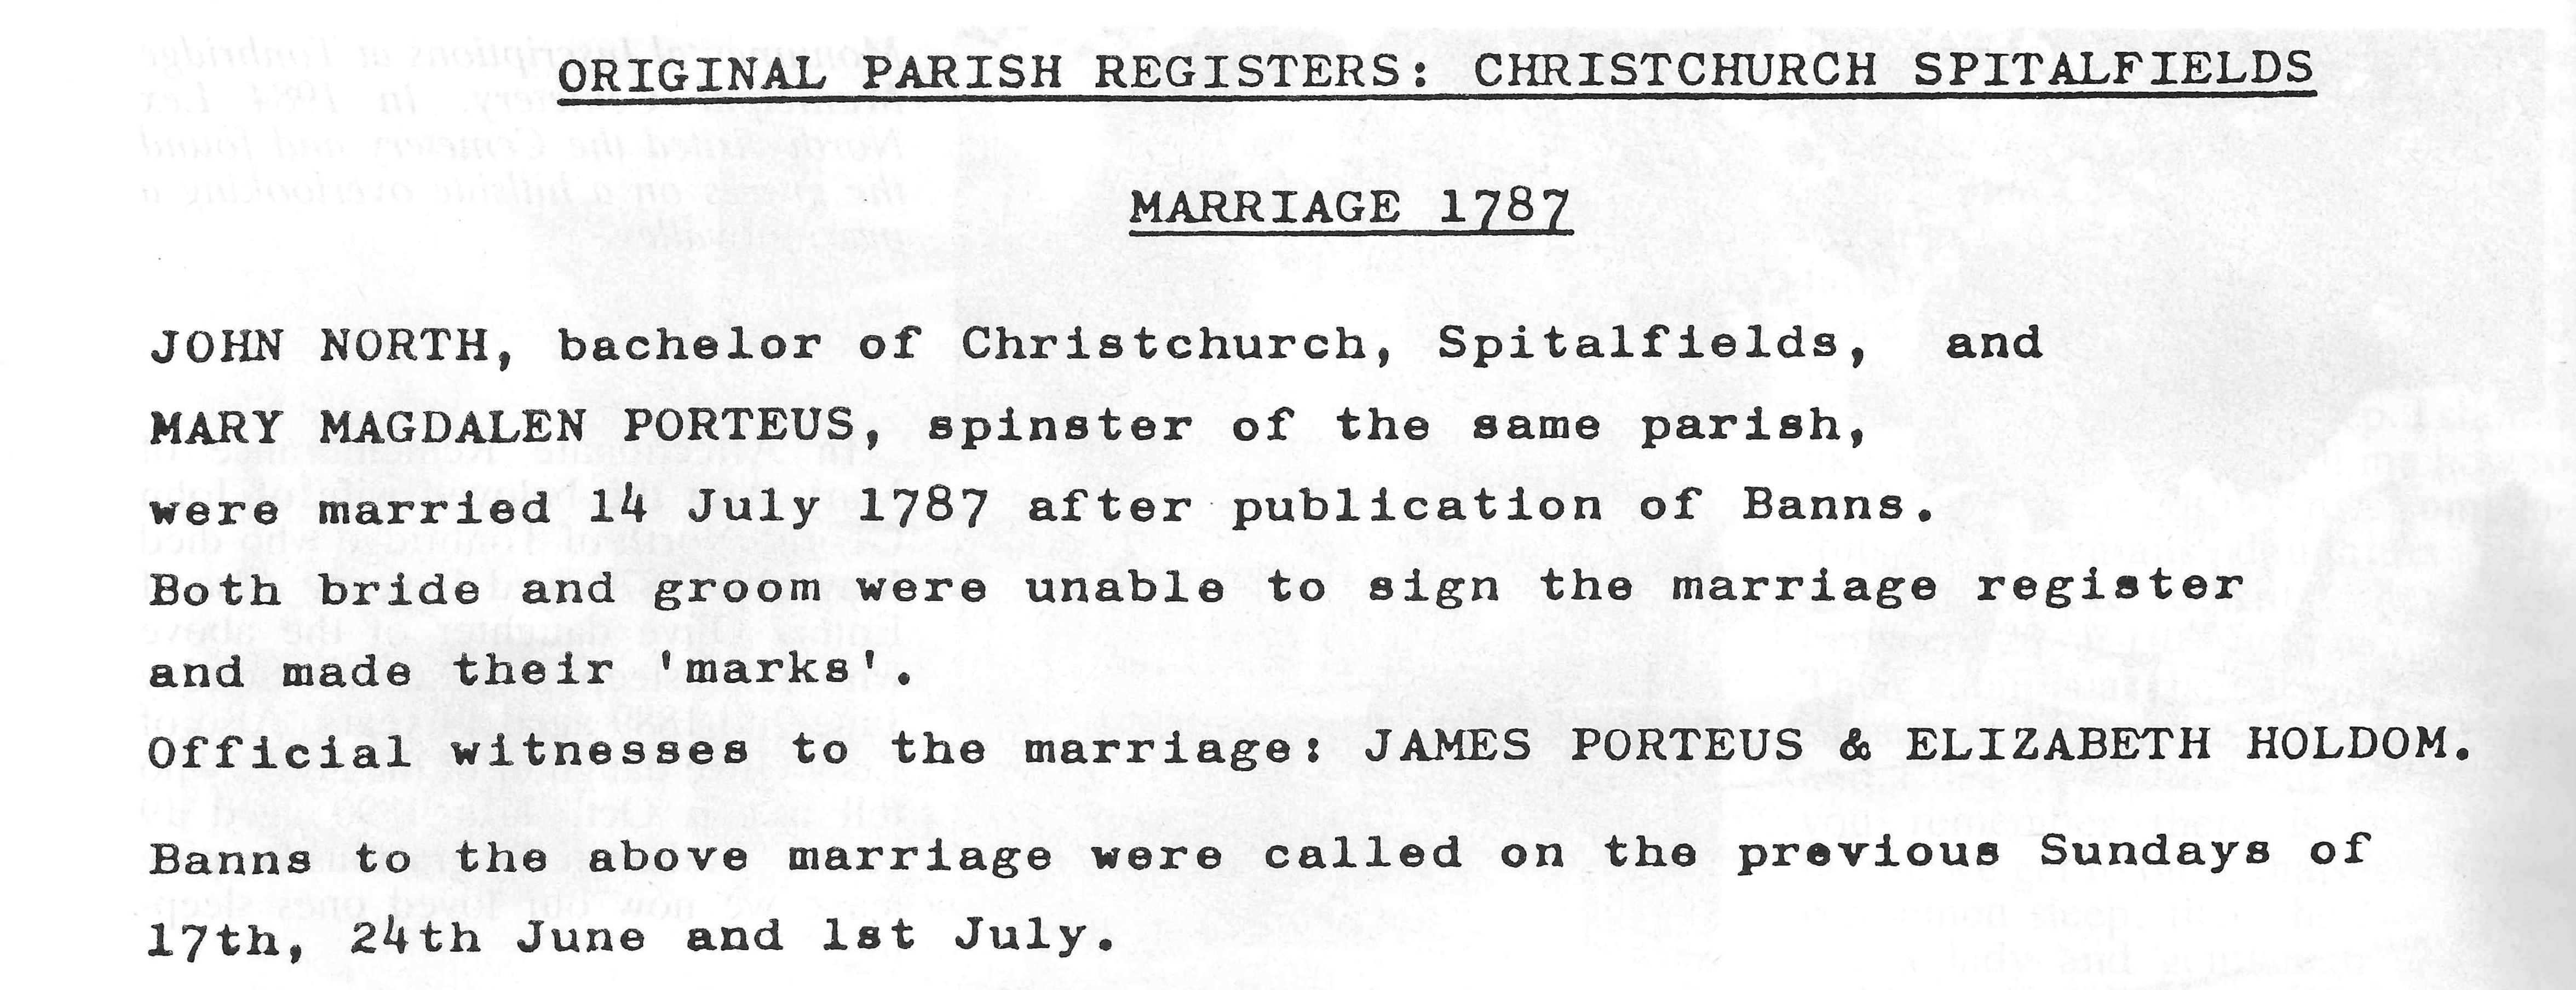 ORIGINAL PARISH REGISTERS: CHRISTCHURCH SPITALFIELDS
MARRIAGE 1787
JOHN NORTH, bachelor of Christchurch, Spitalfields, and
MARY MAGDALEN PORTEUS, spinster of the same parish,
were married 14 July 1787 after publication of Banns.
Both bride and groom were unable to sign the marriage register
and made their 'marks'.
Official witnesses to the marriage: JAMES PORTEUS & ELIZABETH HOLDOM.
Banns to the above marriage were called on the previous Sundays of
17th, 24th June and 1st July.